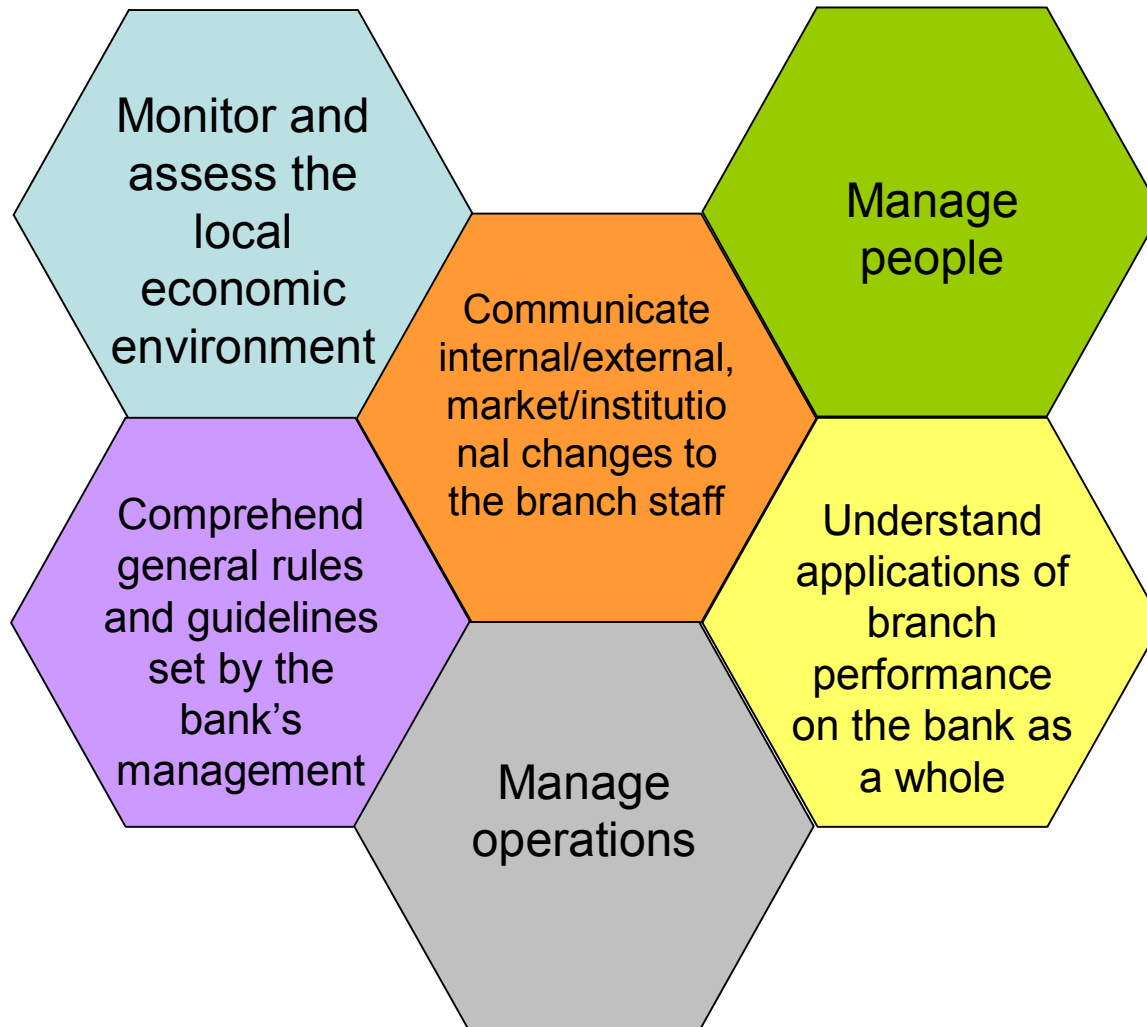 Monitor and
assess the
local
economic
environment
Manage
people
Communicate
internal/external,
market/institutio
nal changes to
the branch staff
Comprehend
general rules
and guidelines
set by the
bank’s
management
Understand
applications of
branch
performance
on the bank as
a whole
Manage
operations